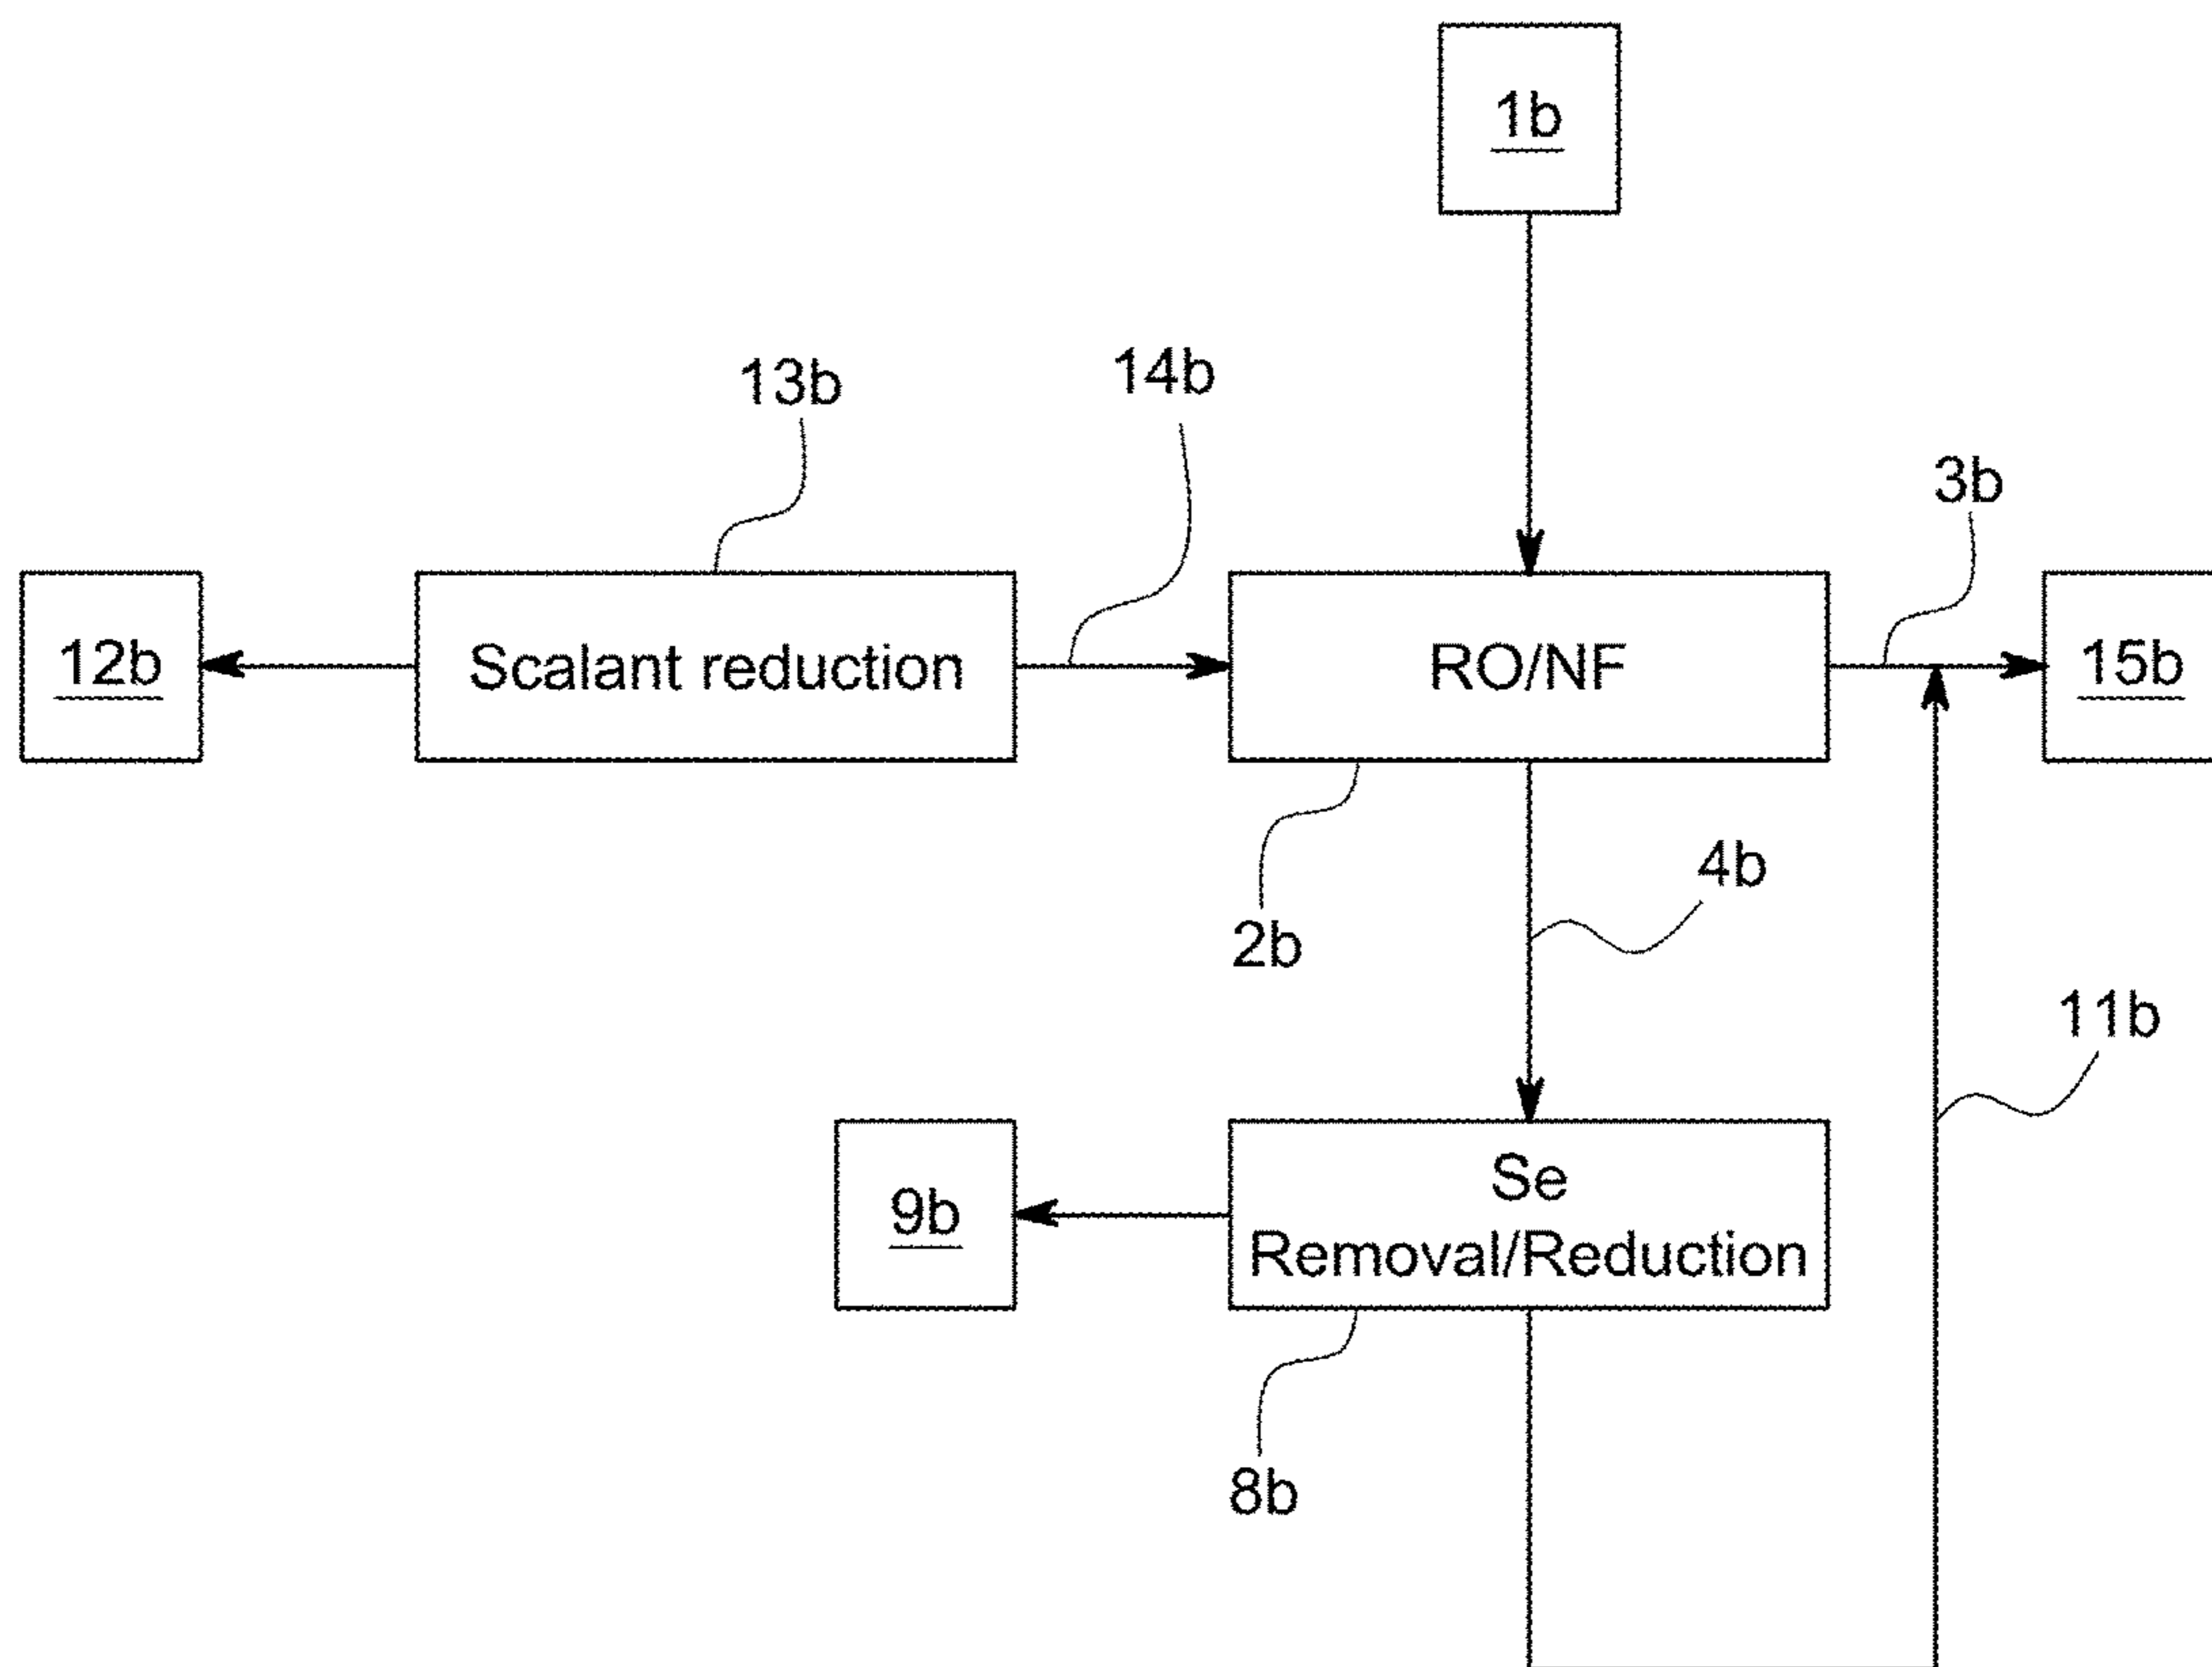 1b
13b
14b
3b
12b
Scalant reduction
RO/NF
15b
2b
4b
11b
9b
Se
Removal/Reduction
8b